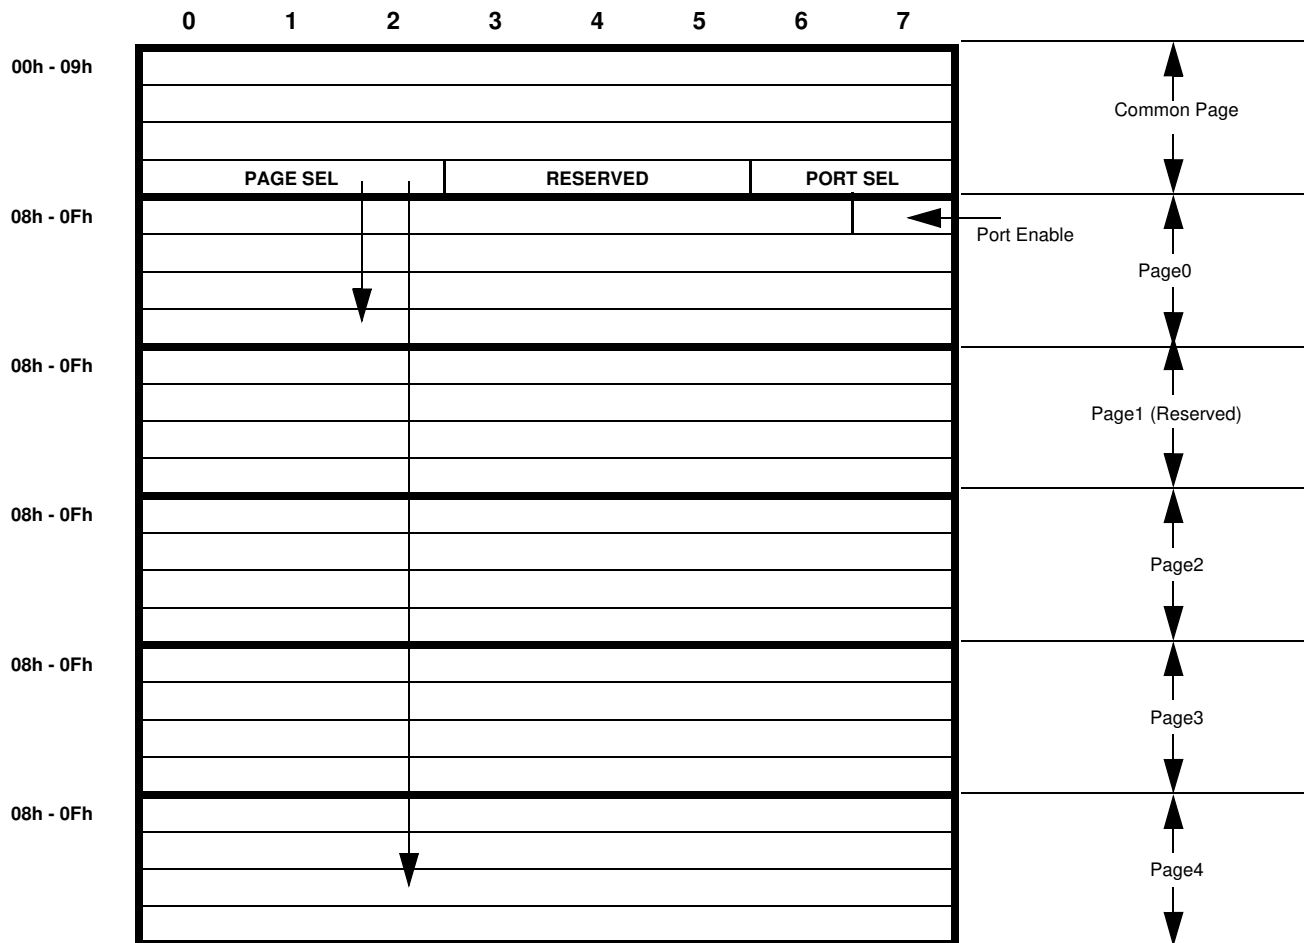 0 1 2 3 4 5 6 7
00h - 09h
Common Page
PAGE SEL RESERVED PORT SEL
08h - 0Fh
Port Enable
Page0
08h - 0Fh
Page1 (Reserved)
08h - 0Fh
Page2
08h - 0Fh
Page3
08h - 0Fh
Page4